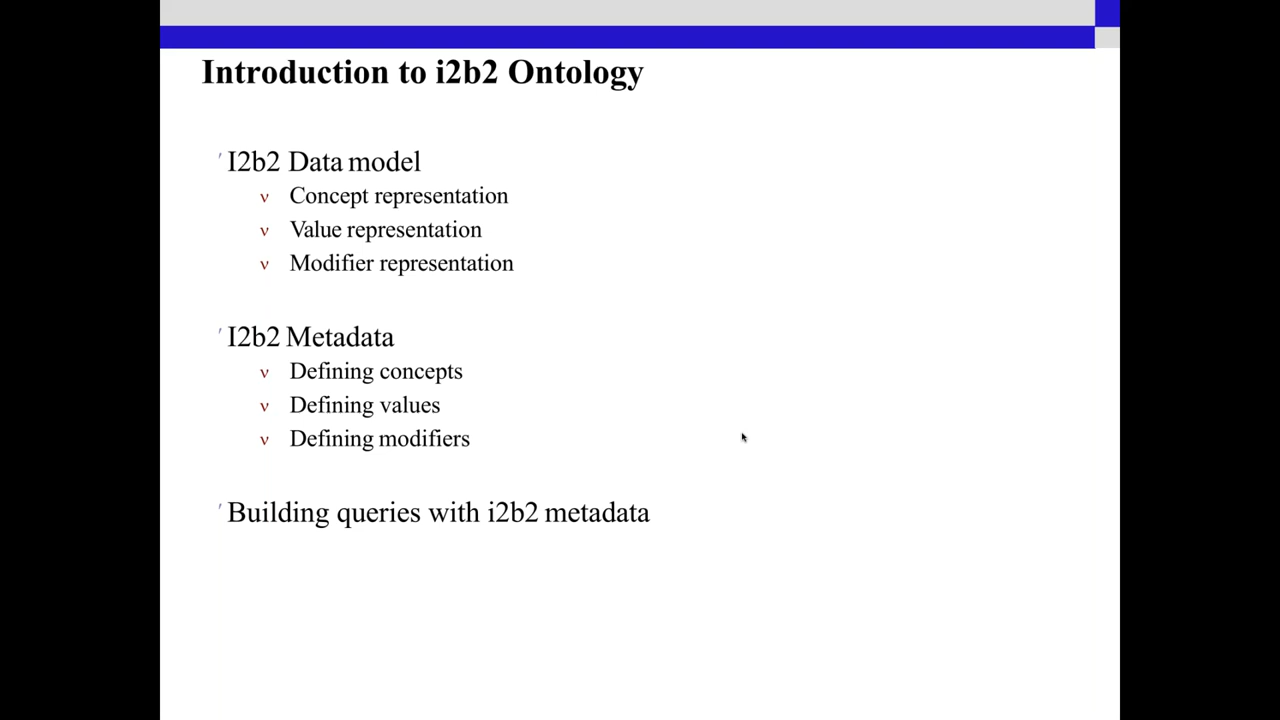 Introduction to i2b2 Ontology
I2b2 Data model
ν Concept representation
ν Value representation
ν Modifier representation
I2b2 Metadata
ν Defining concepts
ν Defining values
ν Defining modifiers
Building queries with i2b2 metadata